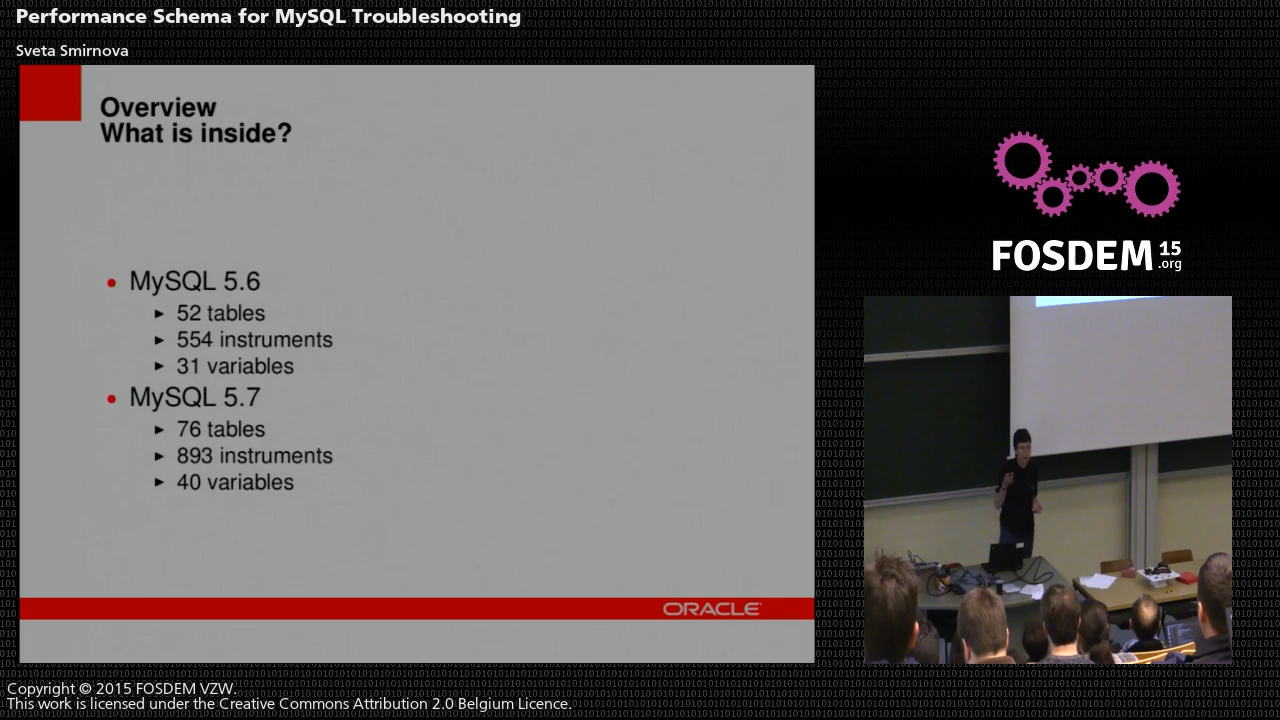 Performance Schema for MySQL Troubleshooting
Sveta Smirnova
Overview
What is inside?
• MySQL 5.6
► 52 tables
► 554 instruments
► 31 variables
• MySQL 5.7
► 76 tables
► 893 instruments
► 40 variables
ORACLE
FOSDEM 15
.org
Copyright © 2015 FOSDEM VZW.
This work is licensed under the Creative Commons Attribution 2.0 Belgium Licence.